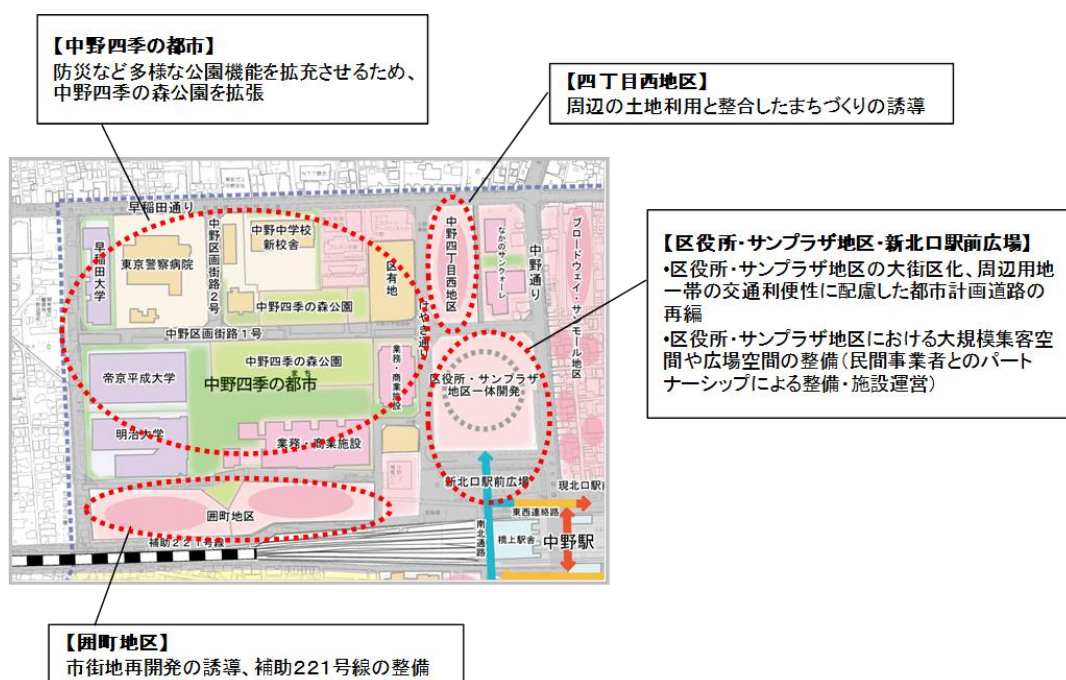 【中野四季の都市】
防災など多様な公園機能を拡充させるため、
中野四季の森公園を拡張
【四丁目西地区】
周辺の土地利用と整合したまちづくりの誘導
【区役所・サンプラザ地区・新北口駅前広場】
•区役所・サンプラザ地区の大街区化、周辺用地
一帯の交通利便性に配慮した都市計画道路の
再編
•区役所・サンプラザ地区における大規模集客空
間や広場空間の整備(民間事業者とのパート
ナーシップによる整備・施設運営)
早稲田通り
早稲田大学
東京警察病院
中野区画街路2号
中野中学校
新校舎
区有地
中野四季の森公園
中野区画街路1号
けやき通り
中野四丁目西地区
なかのサンクォーレ
中野通り
ブロードウェイ・サンモール地区
帝京平成大学
中野四季の森公園
まち
中野四季の都市
業務・商業施設
区役所・サンプラザ
地区一体開発
明治大学
業務・商業施設
新北口駅前広場
現北口駅前
東西連絡路
囲町地区
補助221号線
南北通路
橋上駅舎
中野駅
【囲町地区】
市街地再開発の誘導、補助221号線の整備